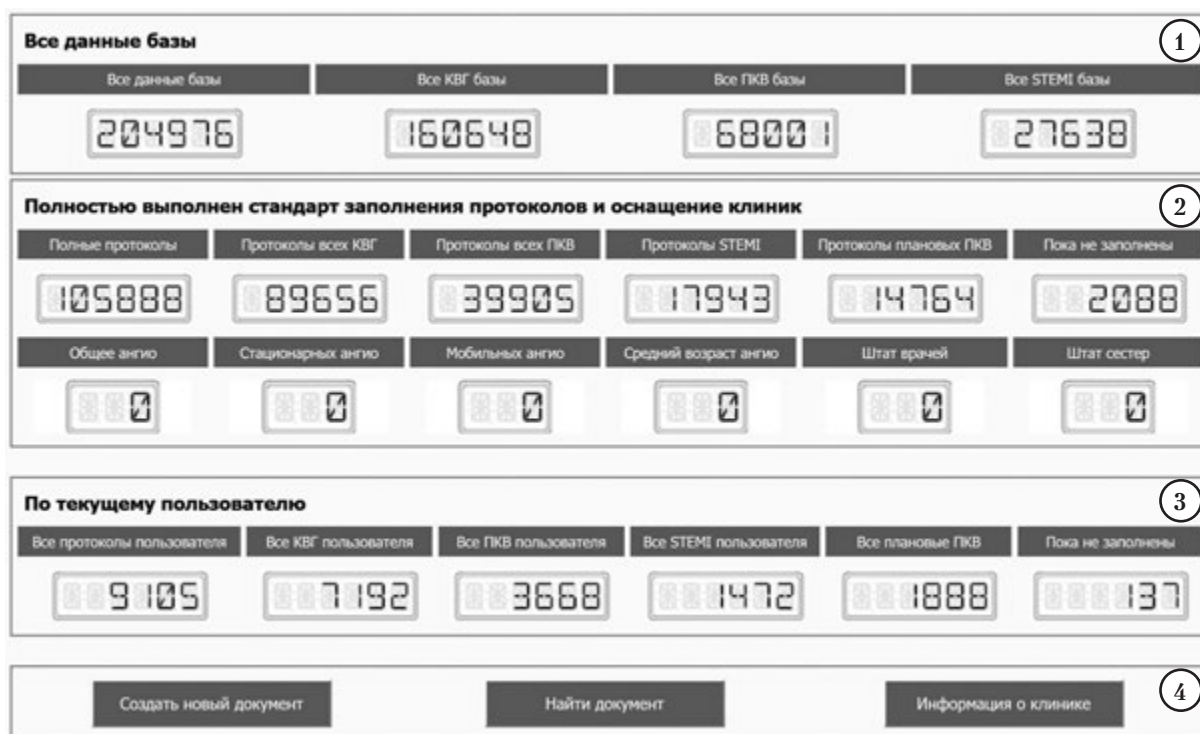 Все данные базы 1
Все данные базы Все КВГ базы Все ПКВ базы Все STEMI базы
204976 160648 68001 27638
Полностью выполнен стандарт заполнения протоколов и оснащение клиник 2
Полные протоколы Протоколы всех КВГ Протоколы всех ПКВ Протоколы STEMI Протоколы плановых ПКВ Пока не заполнены
105888 89656 39905 17943 14764 2088
Общее ангио Стационарных ангио Мобильных ангио Средний возраст ангио Штат врачей Штат сестер
0 0 0 0 0 0
По текущему пользователю 3
Все протоколы пользователя Все КВГ пользователя Все ПКВ пользователя Все STEMI пользователя Все плановые ПКВ Пока не заполнены
9105 7192 3668 1472 1888 137
Создать новый документ Найти документ Информация о клинике 4